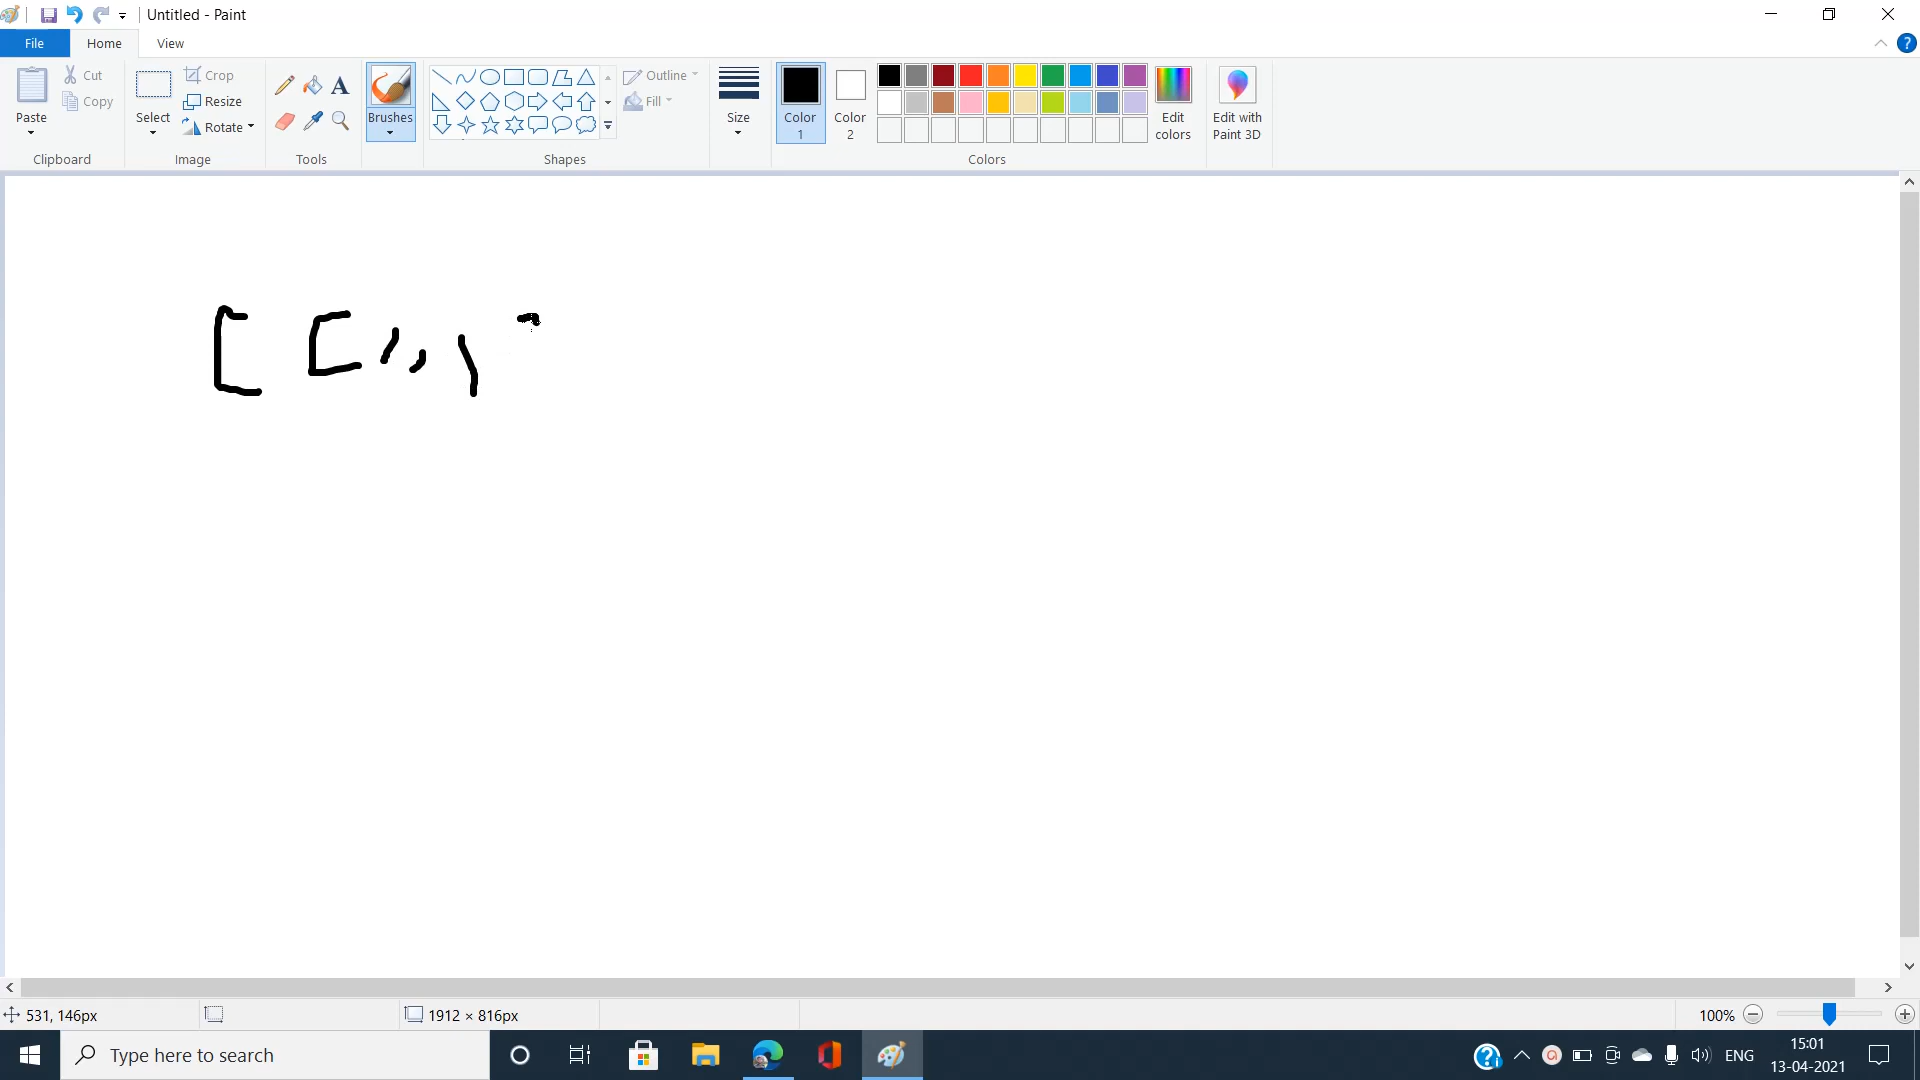 Untitled - Paint
File Home View
Cut Crop Outline
Copy Resize Fill
Paste Select Rotate Brushes Size Color 1 Color 2 Edit colors Edit with Paint 3D
Clipboard Image Tools Shapes Colors
[ [1, 1
531, 146px 1912 × 816px 100%
Type here to search ENG 15:01
13-04-2021